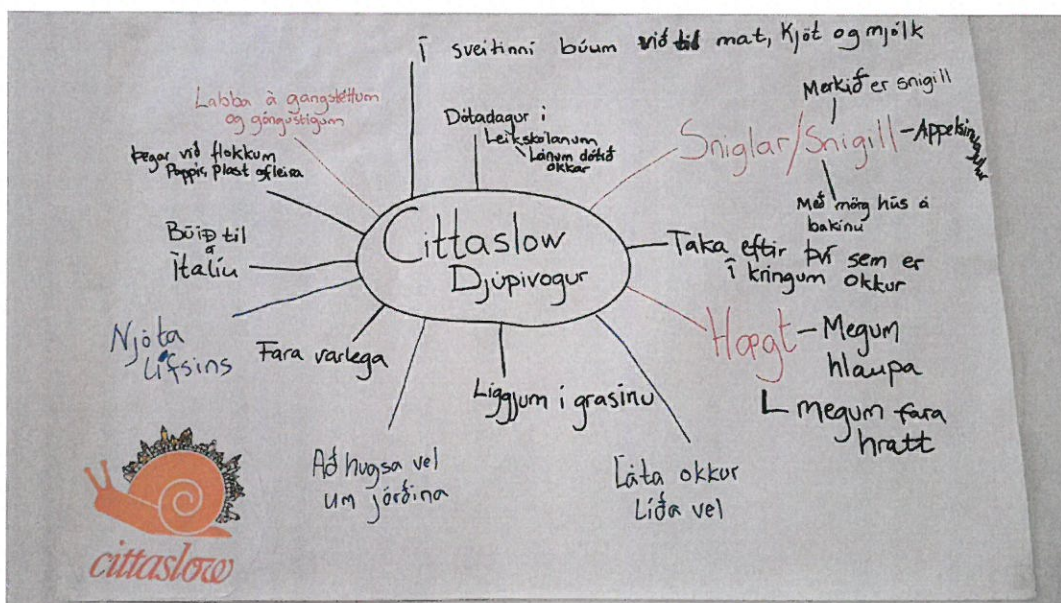 Í sveitinni búum við til mat, Kjöt og mjólk
Labba á gangstéttum
og göngustígum
Dótadagur í
Leikskólanum
Lánum dótið
okkar
Merkið er snigill
Sniglar/Snigill
Appelsínugulur
Með mörg hús á
bakinu
Þegar við flokkum
Pappír, plast ofleira
Búið til
á
Ítalíu
Cittaslow
Djúpivogur
Taka eftir því sem er
í kringum okkur
Njóta
Lífsins
Fara varlega
Liggjum í grasinu
Hægt
Megum
hlaupa
megum fara
hratt
Að hugsa vel
um jörðina
Láta okkur
Líða vel
cittaslow